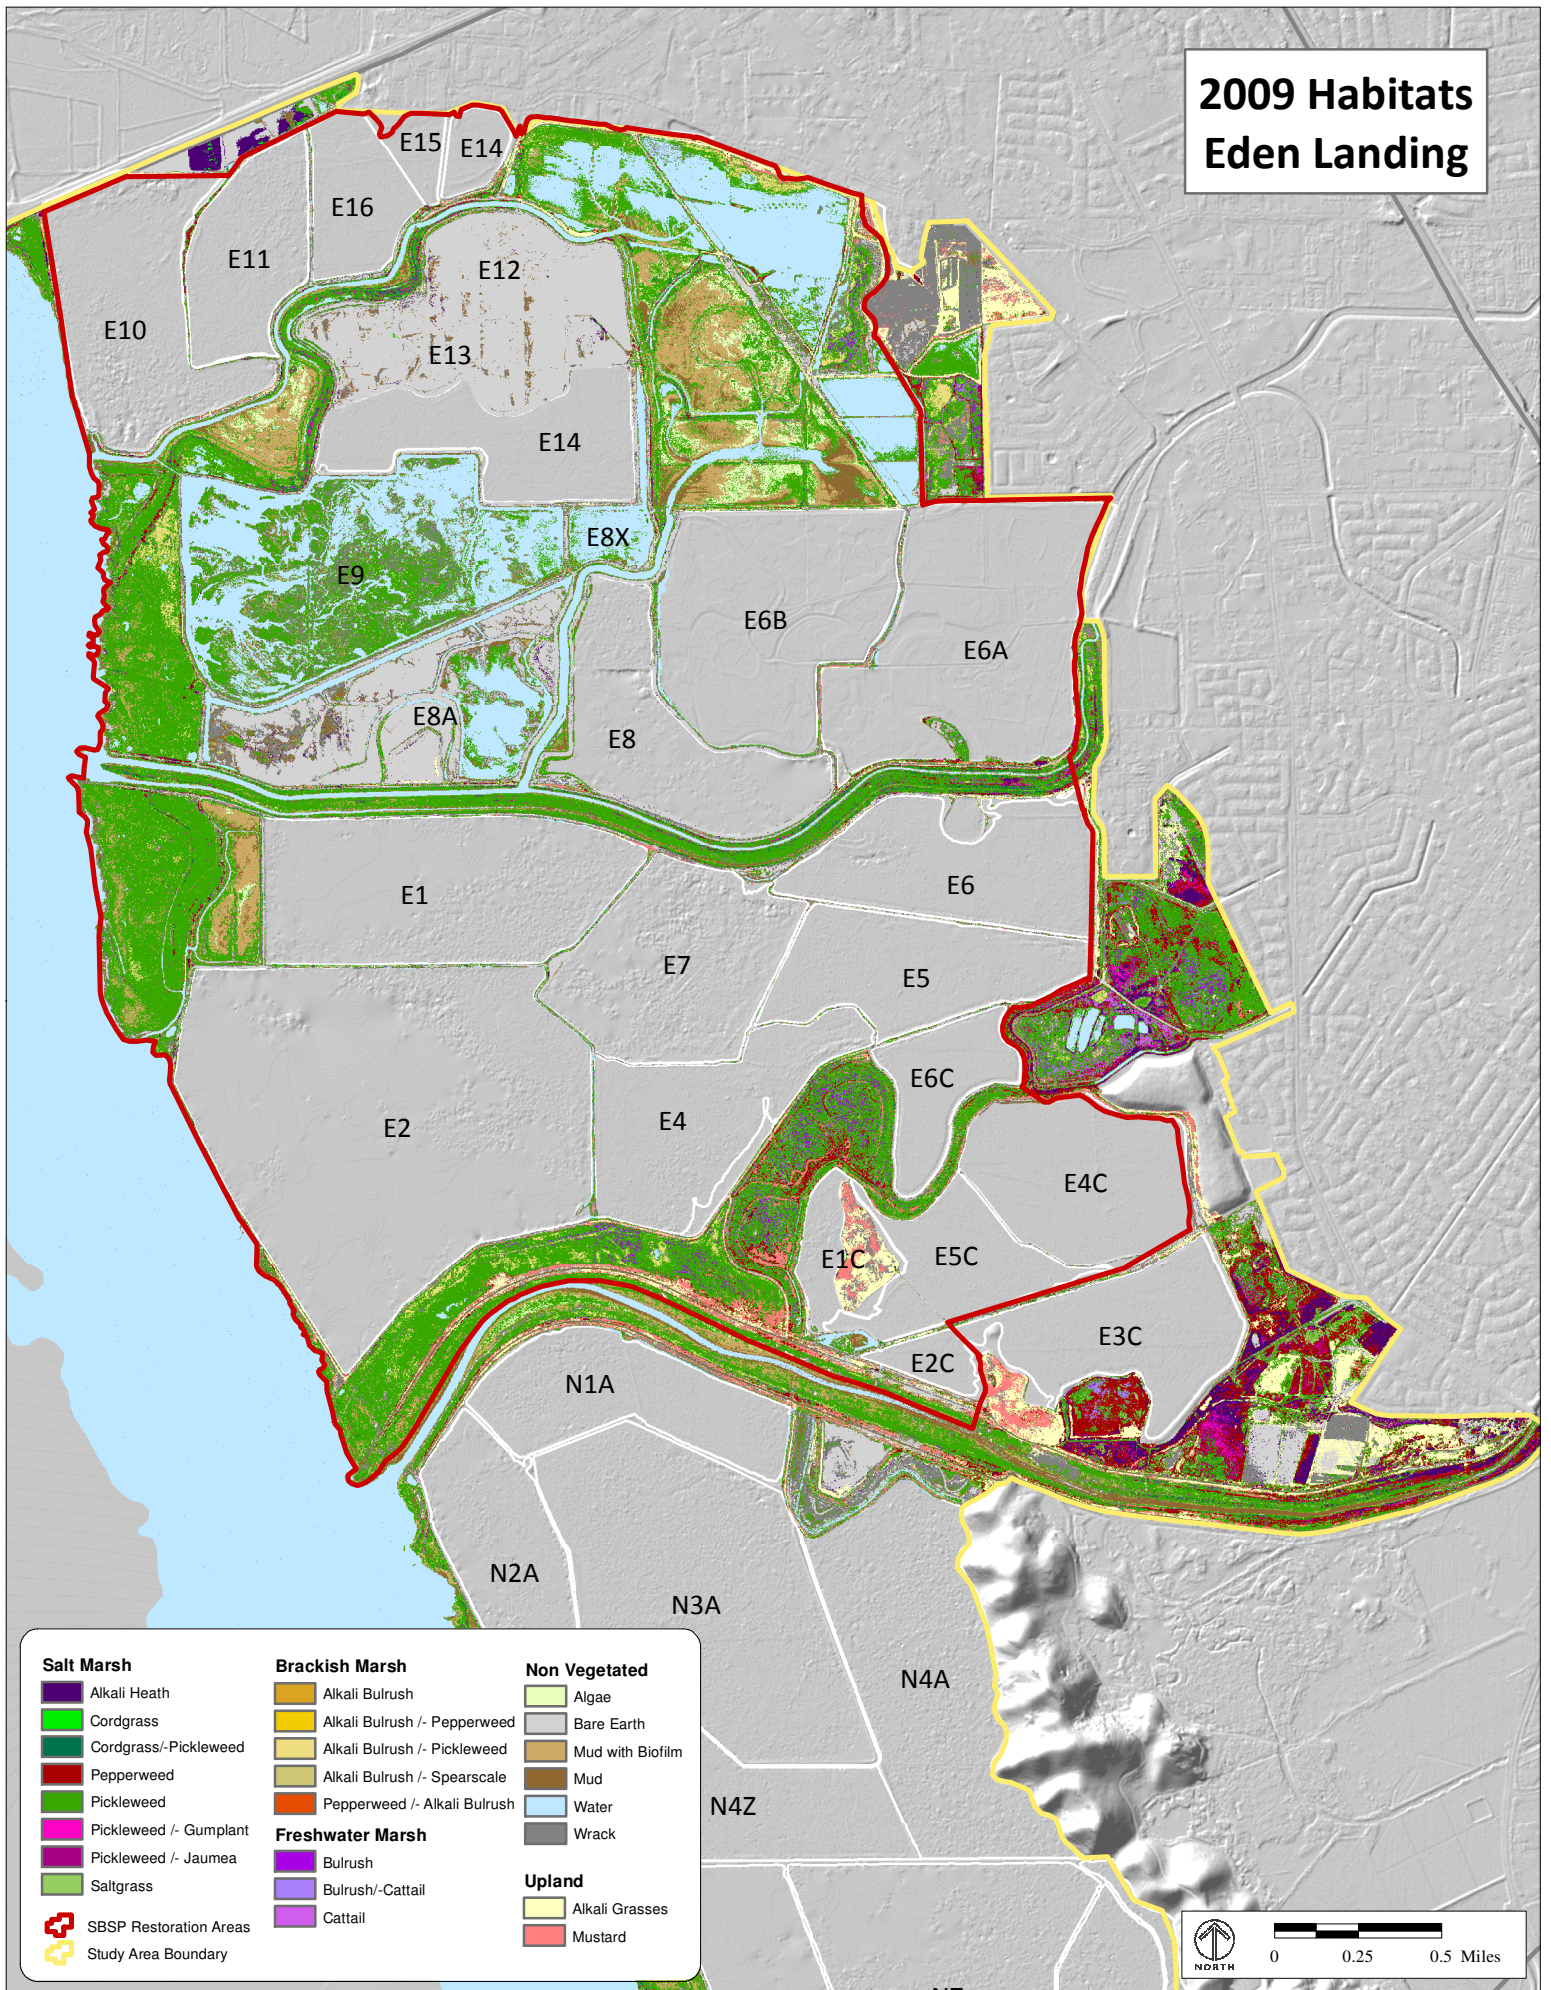 2009 Habitats
Eden Landing
E15
E14
E16
E11
E12
E10
E13
E14
E8X
E9
E6B
E6A
E8A
E8
E1
E6
E7
E5
E6C
E2
E4
E4C
E1C
E5C
E3C
E2C
N1A
N2A
N3A
N4A
N4Z
Salt Marsh
Alkali Heath
Cordgrass
Cordgrass/-Pickleweed
Pepperweed
Pickleweed
Pickleweed /- Gumplant
Pickleweed /- Jaumea
Saltgrass
SBSP Restoration Areas
Study Area Boundary
Brackish Marsh
Alkali Bulrush
Alkali Bulrush /- Pepperweed
Alkali Bulrush /- Pickleweed
Alkali Bulrush /- Spearscale
Pepperweed /- Alkali Bulrush
Freshwater Marsh
Bulrush
Bulrush/-Cattail
Cattail
Non Vegetated
Algae
Bare Earth
Mud with Biofilm
Mud
Water
Wrack
Upland
Alkali Grasses
Mustard
NORTH
0 0.25 0.5 Miles